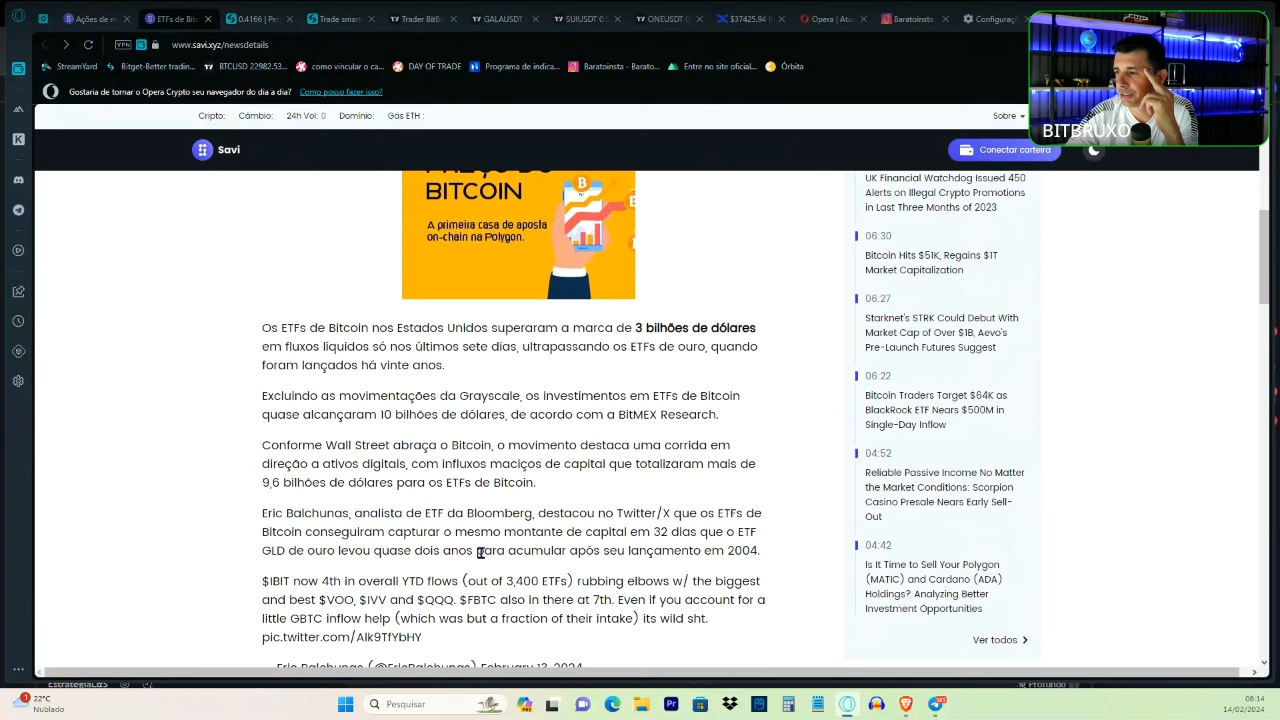 Ações de m
ETFs de Bitc
0.4166 | Po
Trade smart
Trader BitB
GALAUSDT
SUIUSDT 0.5
ONEUSDT 0
$37425.94 B
Opera | Atu
Baratoinsta
Configuraçõ
VPN
www.savi.xyz/newsdetails
StreamYard
Bitget-Better tradin...
BTCUSD 22982.53...
como vincular o ca...
DAY OF TRADE
Programa de indica...
Baratoinsta - Barato...
Entre no site oficial...
Órbita
Gostaria de tornar o Opera Crypto seu navegador do dia a dia?
Como posso fazer isso?
BITBRUXO
Cripto:
Câmbio:
24h Vol: 0
Domínio:
Gás ETH :
Sobre
Savi
Conectar carteira
BITCOIN
A primeira casa de aposta
on-chain na Polygon.
Os ETFs de Bitcoin nos Estados Unidos superaram a marca de 3 bilhões de dólares
em fluxos líquidos só nos últimos sete dias, ultrapassando os ETFs de ouro, quando
foram lançados há vinte anos.
Excluindo as movimentações da Grayscale, os investimentos em ETFs de Bitcoin
quase alcançaram 10 bilhões de dólares, de acordo com a BitMEX Research.
Conforme Wall Street abraça o Bitcoin, o movimento destaca uma corrida em
direção a ativos digitais, com influxos maciços de capital que totalizaram mais de
9,6 bilhões de dólares para os ETFs de Bitcoin.
Eric Balchunas, analista de ETF da Bloomberg, destacou no Twitter/X que os ETFs de
Bitcoin conseguiram capturar o mesmo montante de capital em 32 dias que o ETF
GLD de ouro levou quase dois anos para acumular após seu lançamento em 2004.
$IBIT now 4th in overall YTD flows (out of 3,400 ETFs) rubbing elbows w/ the biggest
and best $VOO, $IVV and $QQQ. $FBTC also in there at 7th. Even if you account for a
little GBTC inflow help (which was but a fraction of their intake) its wild sht.
pic.twitter.com/AIk9TfYbHY
— Eric Balchunas (@EricBalchunas) February 13, 2024
UK Financial Watchdog Issued 450
Alerts on Illegal Crypto Promotions
in Last Three Months of 2023
06:30
Bitcoin Hits $51K, Regains $1T
Market Capitalization
06:27
Starknet's STRK Could Debut With
Market Cap of Over $1B, Aevo's
Pre-Launch Futures Suggest
06:22
Bitcoin Traders Target $64K as
BlackRock ETF Nears $500M in
Single-Day Inflow
04:52
Reliable Passive Income No Matter
the Market Conditions: Scorpion
Casino Presale Nears Early Sell-
Out
04:42
Is It Time to Sell Your Polygon
(MATIC) and Cardano (ADA)
Holdings? Analyzing Better
Investment Opportunities
Ver todos
22°C
Nublado
Pesquisar
08:14
14/02/2024